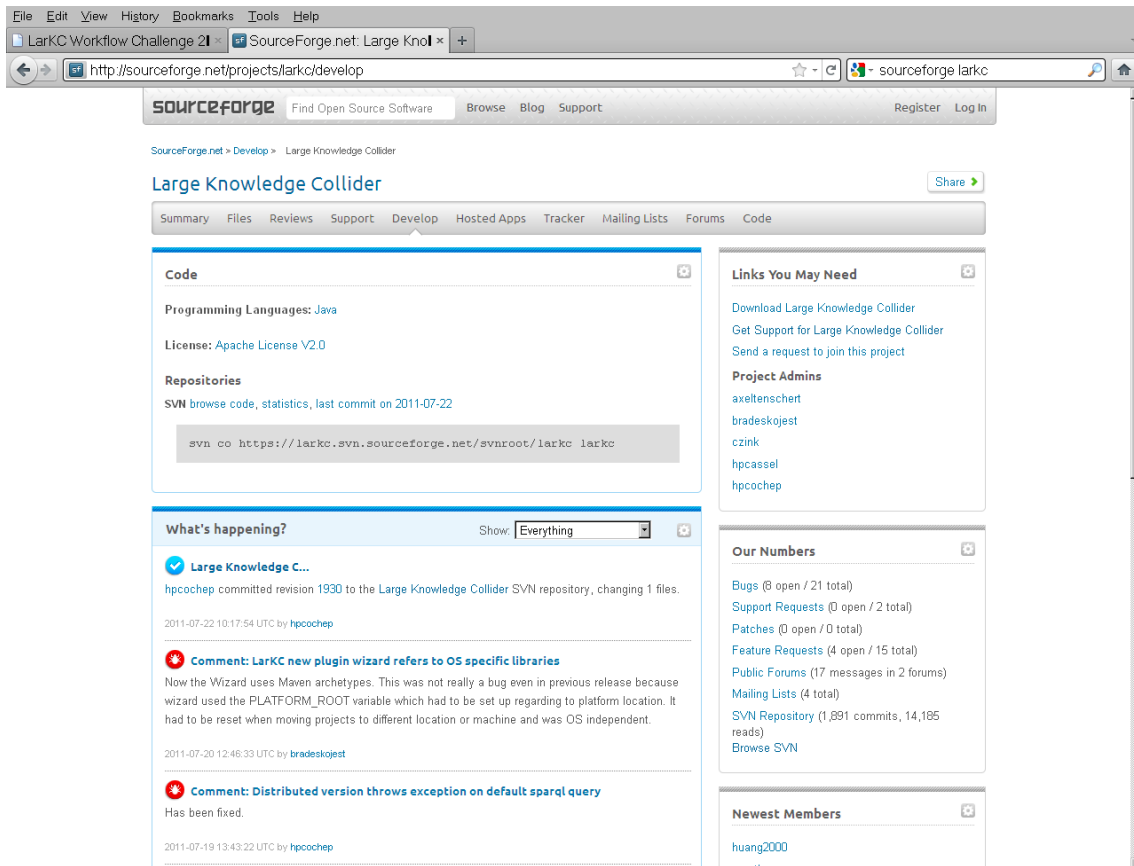 File Edit View History Bookmarks Tools Help
LarKC Workflow Challenge 2 × SourceForge.net: Large Kno × +
http://sourceforge.net/projects/larkc/develop sourceforge larkc
sourceforge Find Open Source Software Browse Blog Support Register Log In
SourceForge.net » Develop » Large Knowledge Collider
Large Knowledge Collider
Share
Summary Files Reviews Support Develop Hosted Apps Tracker Mailing Lists Forums Code
Code
Programming Languages: Java
License: Apache License V2.0
Repositories
SVN browse code, statistics, last commit on 2011-07-22
svn co https://larkc.svn.sourceforge.net/svnroot/larkc larkc
What's happening? Show: Everything
Large Knowledge C...
hpcochep committed revision 1930 to the Large Knowledge Collider SVN repository, changing 1 files.
2011-07-22 10:17:54 UTC by hpcochep
Comment: LarKC new plugin wizard refers to OS specific libraries
Now the Wizard uses Maven archetypes. This was not really a bug even in previous release because
wizard used the PLATFORM_ROOT variable which had to be set up regarding to platform location. It
had to be reset when moving projects to different location or machine and was OS independent.
2011-07-20 12:46:33 UTC by bradeskojest
Comment: Distributed version throws exception on default sparql query
Has been fixed.
2011-07-19 13:43:22 UTC by hpcochep
Links You May Need
Download Large Knowledge Collider
Get Support for Large Knowledge Collider
Send a request to join this project
Project Admins
axeltenschert
bradeskojest
czink
hpcassel
hpcochep
Our Numbers
Bugs (8 open / 21 total)
Support Requests (0 open / 2 total)
Patches (0 open / 0 total)
Feature Requests (4 open / 15 total)
Public Forums (17 messages in 2 forums)
Mailing Lists (4 total)
SVN Repository (1,891 commits, 14,185
reads)
Browse SVN
Newest Members
huang2000